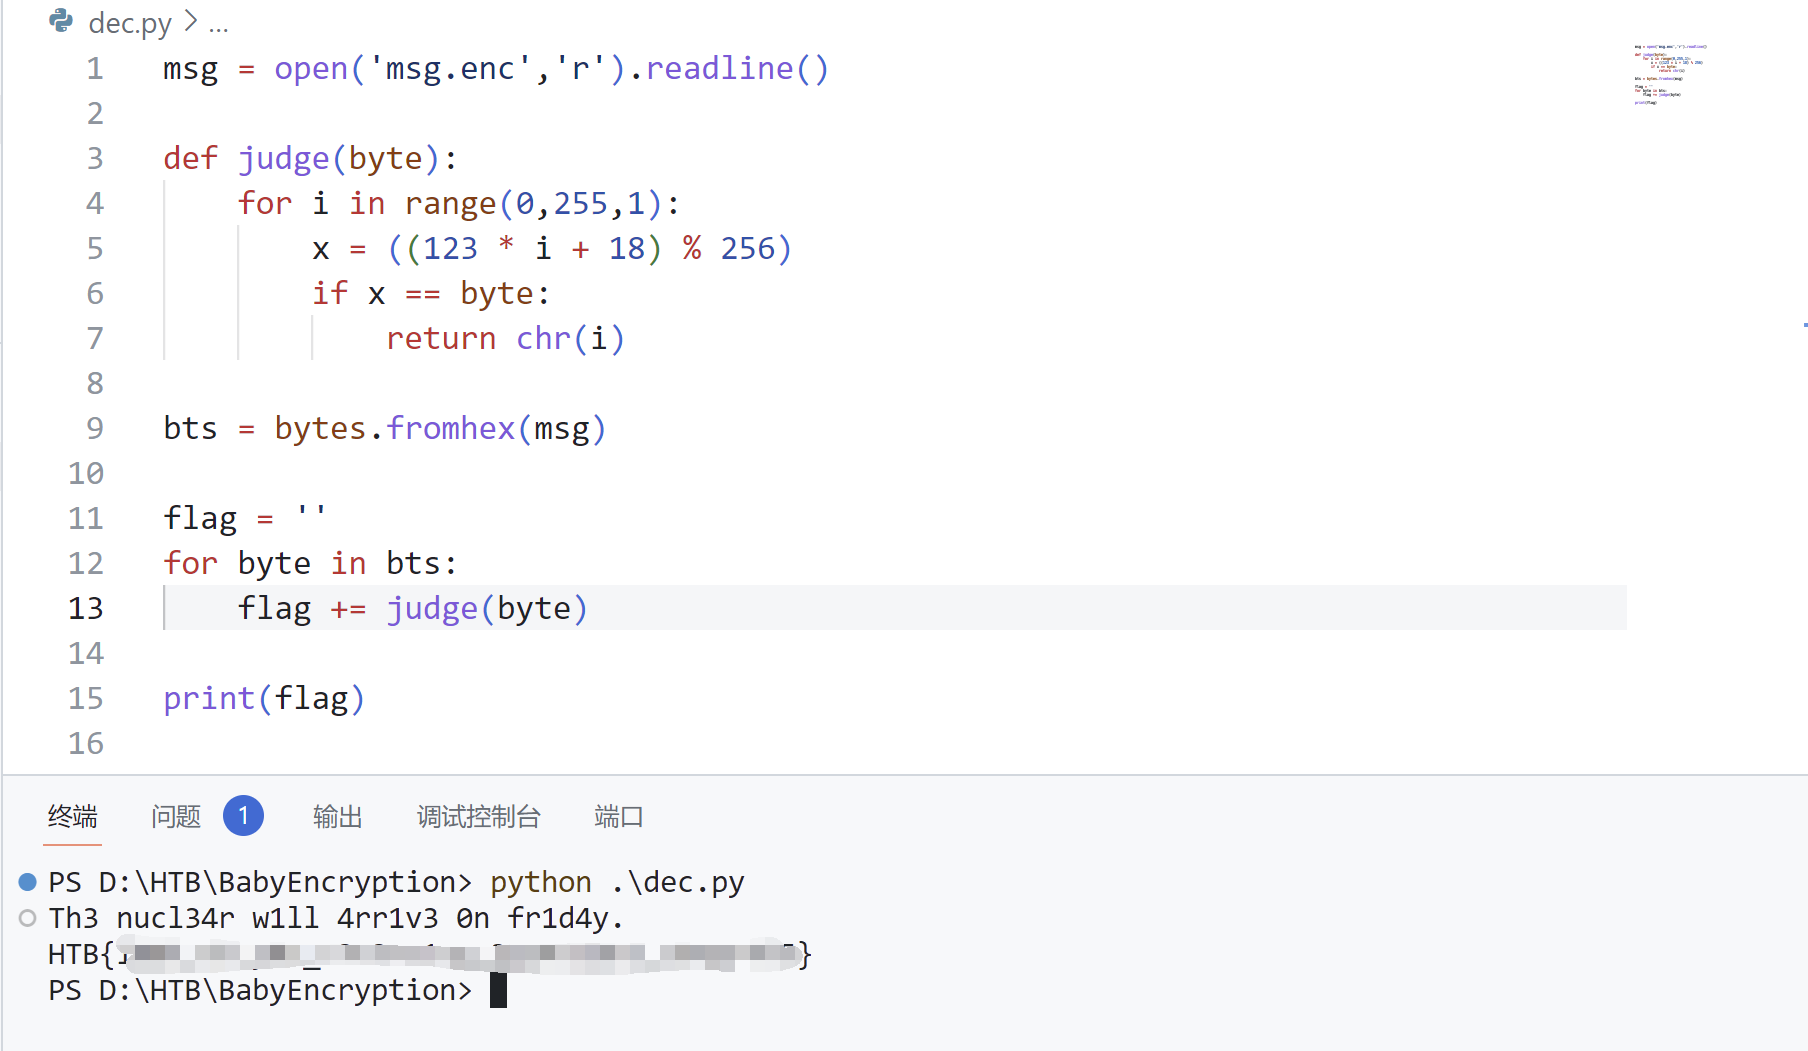 dec.py > ...
1 msg = open('msg.enc','r').readline()
2
3 def judge(byte):
4     for i in range(0,255,1):
5         x = ((123 * i + 18) % 256)
6         if x == byte:
7             return chr(i)
8
9 bts = bytes.fromhex(msg)
10
11 flag = ''
12 for byte in bts:
13     flag += judge(byte)
14
15 print(flag)
16
终端 问题 1 输出 调试控制台 端口
PS D:\HTB\BabyEncryption> python .\dec.py
Th3 nucl34r w1ll 4rr1v3 0n fr1d4y.
HTB{ }
PS D:\HTB\BabyEncryption>